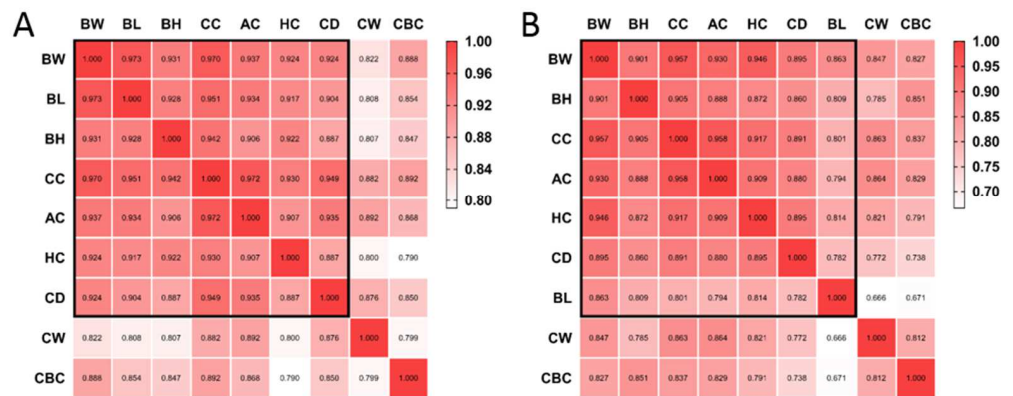 A
BW BL BH CC AC HC CD CW CBC
BW 1.000 0.973 0.931 0.970 0.937 0.924 0.924 0.822 0.888
BL 0.973 1.000 0.928 0.951 0.934 0.917 0.904 0.808 0.854
BH 0.931 0.928 1.000 0.942 0.906 0.922 0.887 0.807 0.847
CC 0.970 0.951 0.942 1.000 0.972 0.930 0.949 0.882 0.892
AC 0.937 0.934 0.906 0.972 1.000 0.907 0.935 0.892 0.868
HC 0.924 0.917 0.922 0.930 0.907 1.000 0.887 0.800 0.790
CD 0.924 0.904 0.887 0.949 0.935 0.887 1.000 0.876 0.850
CW 0.822 0.808 0.807 0.882 0.892 0.800 0.876 1.000 0.799
CBC 0.888 0.854 0.847 0.892 0.868 0.790 0.850 0.799 1.000
1.00
0.96
0.92
0.88
0.84
0.80
B
BW BH CC AC HC CD BL CW CBC
BW 1.000 0.901 0.957 0.930 0.946 0.895 0.863 0.847 0.827
BH 0.901 1.000 0.905 0.888 0.872 0.860 0.809 0.785 0.851
CC 0.957 0.905 1.000 0.958 0.917 0.891 0.801 0.863 0.837
AC 0.930 0.888 0.958 1.000 0.909 0.880 0.794 0.864 0.829
HC 0.946 0.872 0.917 0.909 1.000 0.895 0.814 0.821 0.791
CD 0.895 0.860 0.891 0.880 0.895 1.000 0.782 0.772 0.738
BL 0.863 0.809 0.801 0.794 0.814 0.782 1.000 0.666 0.671
CW 0.847 0.785 0.863 0.864 0.821 0.772 0.666 1.000 0.812
CBC 0.827 0.851 0.837 0.829 0.791 0.738 0.671 0.812 1.000
1.00
0.95
0.90
0.85
0.80
0.75
0.70